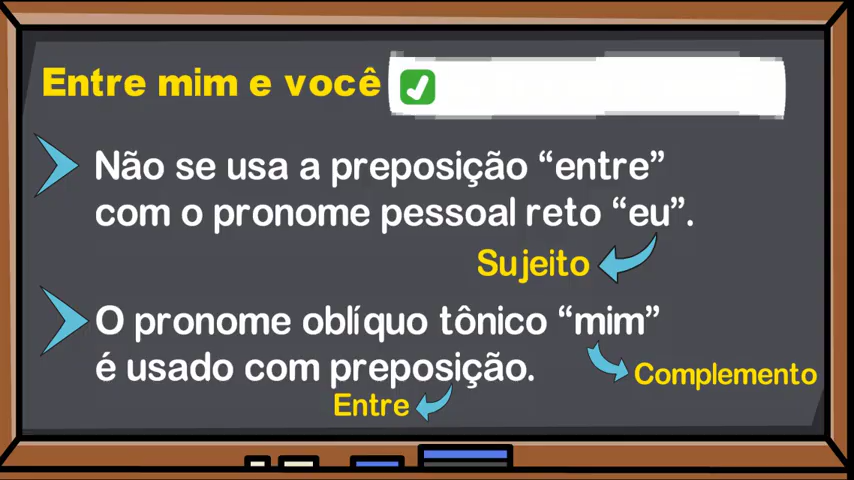 Entre mim e você ✅
Não se usa a preposição “entre”
com o pronome pessoal reto “eu”.
Sujeito
O pronome oblíquo tônico “mim”
é usado com preposição.
Complemento
Entre